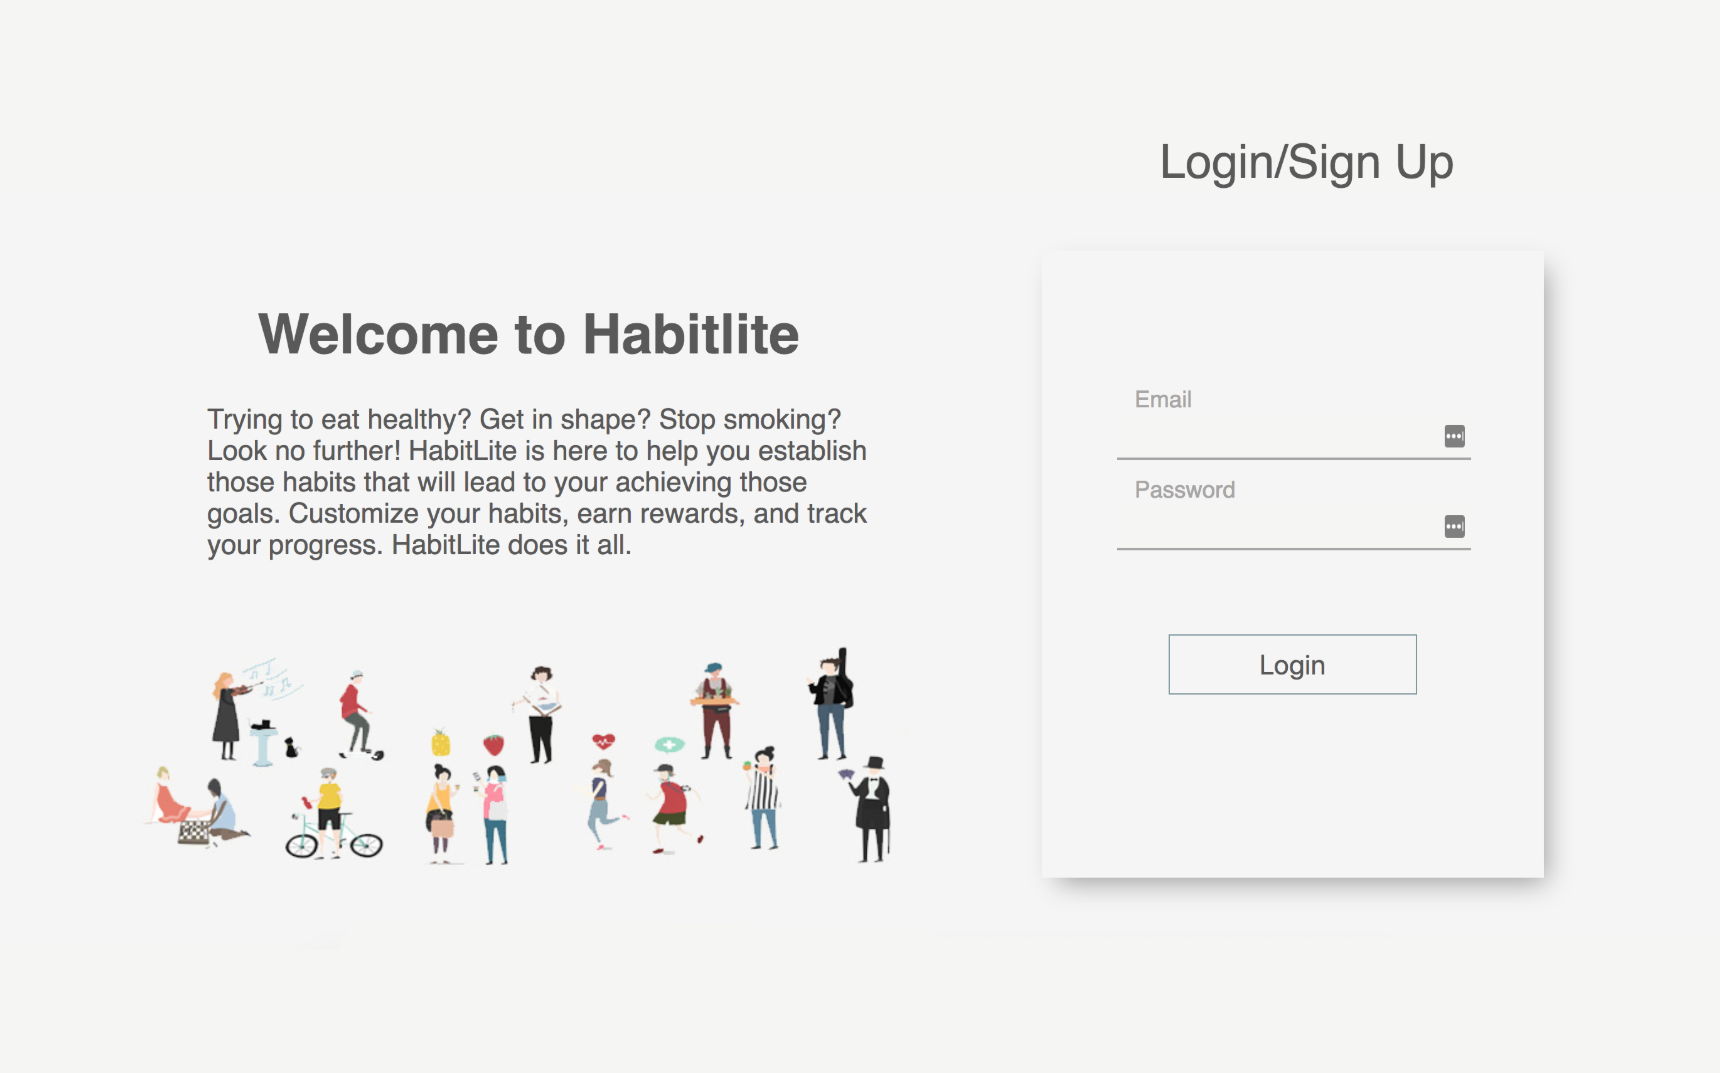 Login/Sign Up
Welcome to Habitlite
Trying to eat healthy? Get in shape? Stop smoking?
Look no further! HabitLite is here to help you establish
those habits that will lead to your achieving those
goals. Customize your habits, earn rewards, and track
your progress. HabitLite does it all.
Email
Password
Login